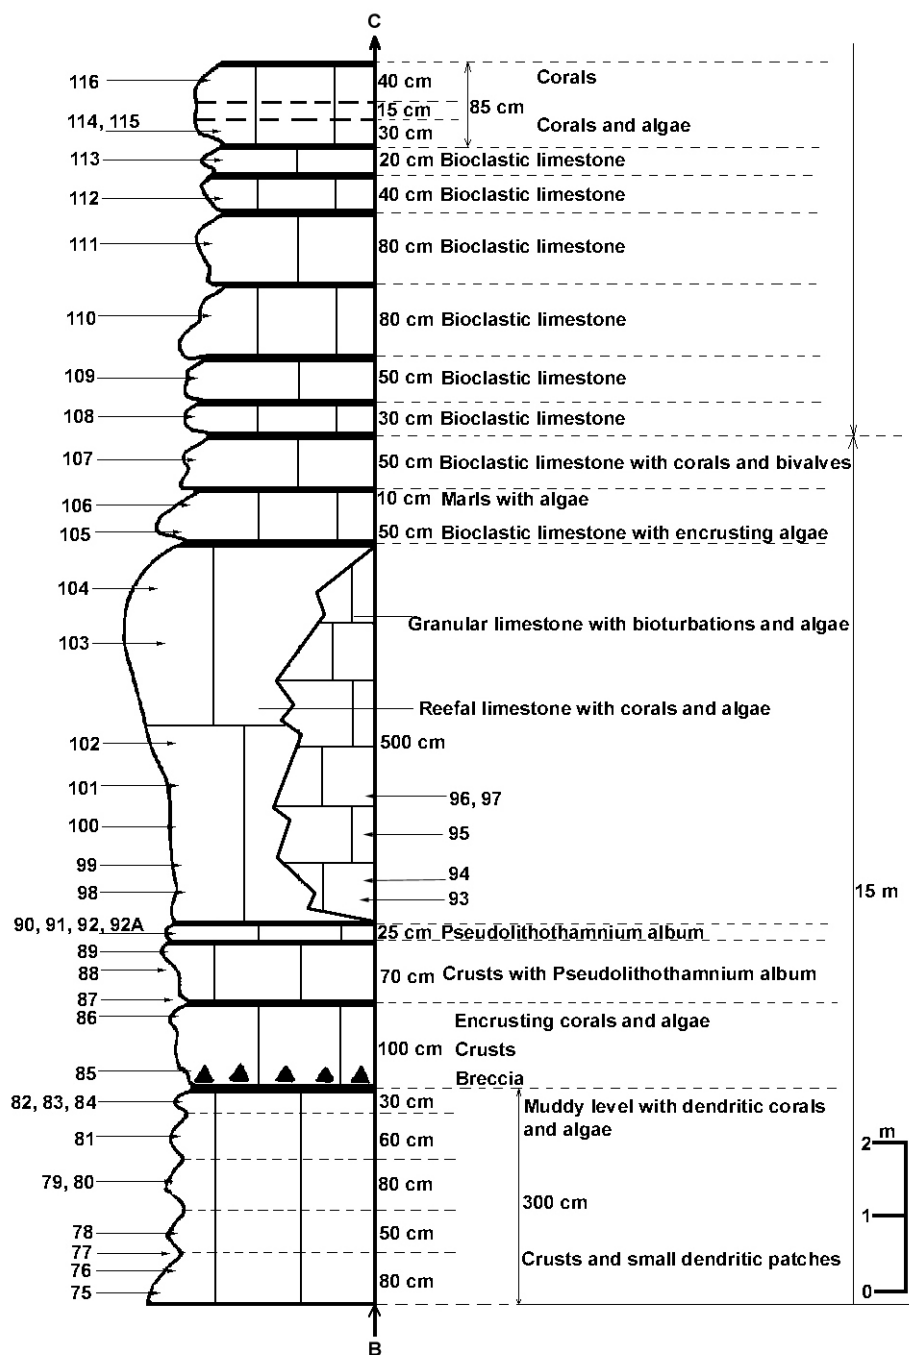 C
116 40 cm Corals
15 cm 85 cm
114, 115 30 cm Corals and algae
113 20 cm Bioclastic limestone
112 40 cm Bioclastic limestone
111 80 cm Bioclastic limestone
110 80 cm Bioclastic limestone
109 50 cm Bioclastic limestone
108 30 cm Bioclastic limestone
107 50 cm Bioclastic limestone with corals and bivalves
106 10 cm Marls with algae
105 50 cm Bioclastic limestone with encrusting algae
104
Granular limestone with bioturbations and algae
103
Reefal limestone with corals and algae
102 500 cm
101
96, 97
100
95
99
94
98
93
15 m
90, 91, 92, 92A 25 cm Pseudolithothamnium album
89
88 70 cm Crusts with Pseudolithothamnium album
87
86 Encrusting corals and algae
100 cm Crusts
85 Breccia
82, 83, 84 30 cm Muddy level with dendritic corals
and algae
81 60 cm
m
2
79, 80 80 cm
300 cm
1
78 50 cm
77
76 Crusts and small dendritic patches
80 cm
75
0
B